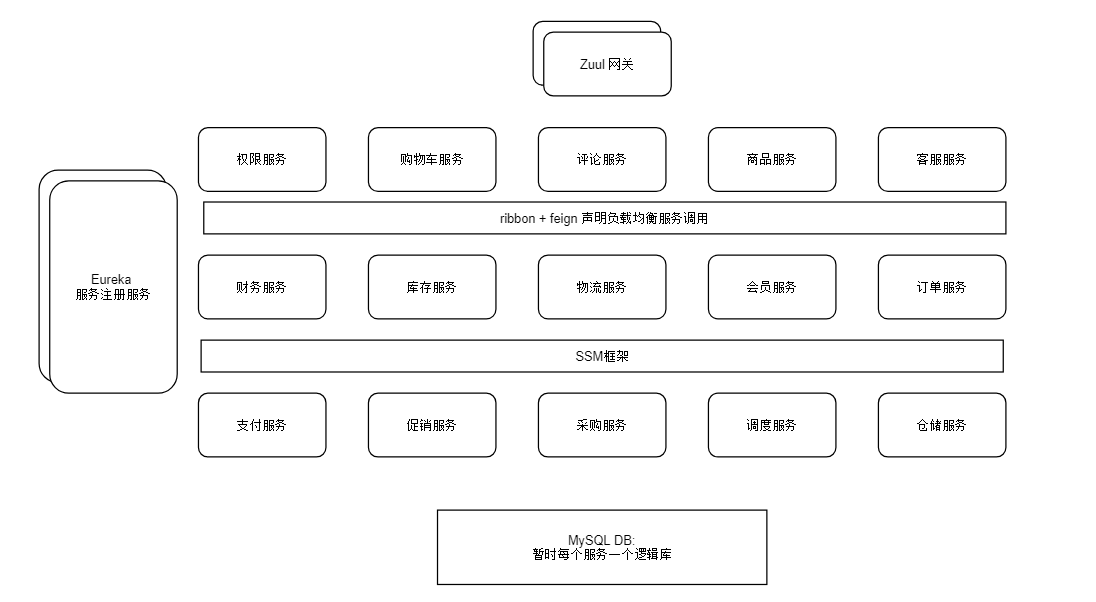 Zuul 网关
权限服务
购物车服务
评论服务
商品服务
客服服务
ribbon + feign 声明负载均衡服务调用
Eureka
服务注册服务
财务服务
库存服务
物流服务
会员服务
订单服务
SSM框架
支付服务
促销服务
采购服务
调度服务
仓储服务
MySQL DB:
暂时每个服务一个逻辑库